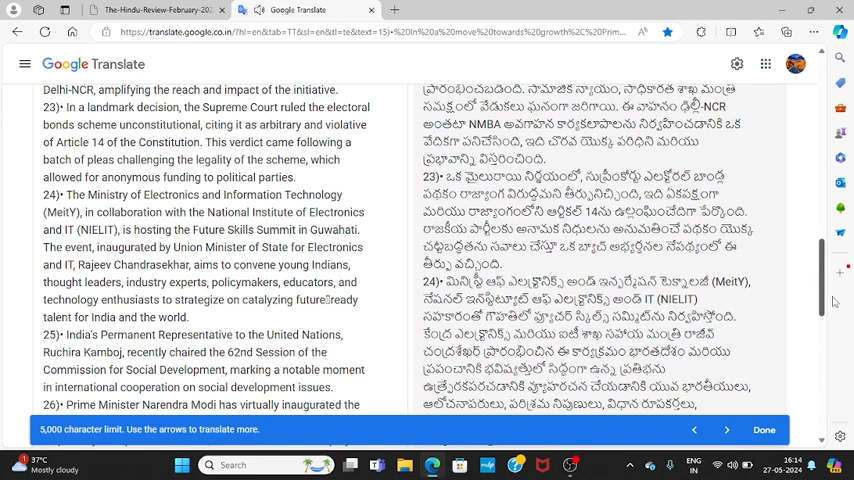 The-Hindu-Review-February-202
Google Translate
https://translate.google.co.in/?hl=en&tab=TT&sl=en&tl=te&text=15)• In 20a move towards growth%2C Prim...
Google Translate
Delhi-NCR, amplifying the reach and impact of the initiative.
23)• In a landmark decision, the Supreme Court ruled the electoral
bonds scheme unconstitutional, citing it as arbitrary and violative
of Article 14 of the Constitution. This verdict came following a
batch of pleas challenging the legality of the scheme, which
allowed for anonymous funding to political parties.
24)• The Ministry of Electronics and Information Technology
(MeitY), in collaboration with the National Institute of Electronics
and IT (NIELIT), is hosting the Future Skills Summit in Guwahati.
The event, inaugurated by Union Minister of State for Electronics
and IT, Rajeev Chandrasekhar, aims to convene young Indians,
thought leaders, industry experts, policymakers, educators, and
technology enthusiasts to strategize on catalyzing future▯ready
talent for India and the world.
25)• India's Permanent Representative to the United Nations,
Ruchira Kamboj, recently chaired the 62nd Session of the
Commission for Social Development, marking a notable moment
in international cooperation on social development issues.
26)• Prime Minister Narendra Modi has virtually inaugurated the
ప్రారంభించబడింది. సామాజిక న్యాయం, సాధికారత శాఖ మంత్రి
సమక్షంలో వేడుకలు ఘనంగా జరిగాయి. ఈ వాహనం ఢిల్లీ-NCR
అంతటా NMBA అవగాహన కార్యకలాపాలను నిర్వహించడానికి ఒక
వేదికగా పనిచేసింది, ఇది చొరవ యొక్క పరిధిని మరియు
ప్రభావాన్ని విస్తరించింది.
23)• ఒక మైలురాయి నిర్ణయంలో, సుప్రీంకోర్టు ఎలక్టోరల్ బాండ్ల
పథకం రాజ్యాంగ విరుద్ధమని తీర్పునిచ్చింది, ఇది ఏకపక్షంగా
మరియు రాజ్యాంగంలోని ఆర్టికల్ 14ను ఉల్లంఘించేదిగా పేర్కొంది.
రాజకీయ పార్టీలకు అనామక నిధులను అనుమతించే పథకం యొక్క
చట్టబద్ధతను సవాలు చేస్తూ ఒక బ్యాచ్ అభ్యర్థనల నేపథ్యంలో ఈ
తీర్పు వచ్చింది.
24)• మినిస్ట్రీ ఆఫ్ ఎలక్ట్రానిక్స్ అండ్ ఇన్ఫర్మేషన్ టెక్నాలజీ (MeitY),
నేషనల్ ఇన్‌స్టిట్యూట్ ఆఫ్ ఎలక్ట్రానిక్స్ అండ్ IT (NIELIT)
సహకారంతో గౌహతిలో ఫ్యూచర్ స్కిల్స్ సమ్మిట్‌ను నిర్వహిస్తోంది.
కేంద్ర ఎలక్ట్రానిక్స్ మరియు ఐటీ శాఖ సహాయ మంత్రి రాజీవ్
చంద్రశేఖర్ ప్రారంభించిన ఈ కార్యక్రమం భారతదేశం మరియు
ప్రపంచానికి భవిష్యత్తులో సిద్ధంగా ఉన్న ప్రతిభను
ఉత్ప్రేరకపరచడానికి వ్యూహరచన చేయడానికి యువ భారతీయులు,
ఆలోచనాపరులు, పరిశ్రమ నిపుణులు, విధాన రూపకర్తలు,
5,000 character limit. Use the arrows to translate more.
Done
37°C
Mostly cloudy
Search
ENG
IN
16:14
27-05-2024